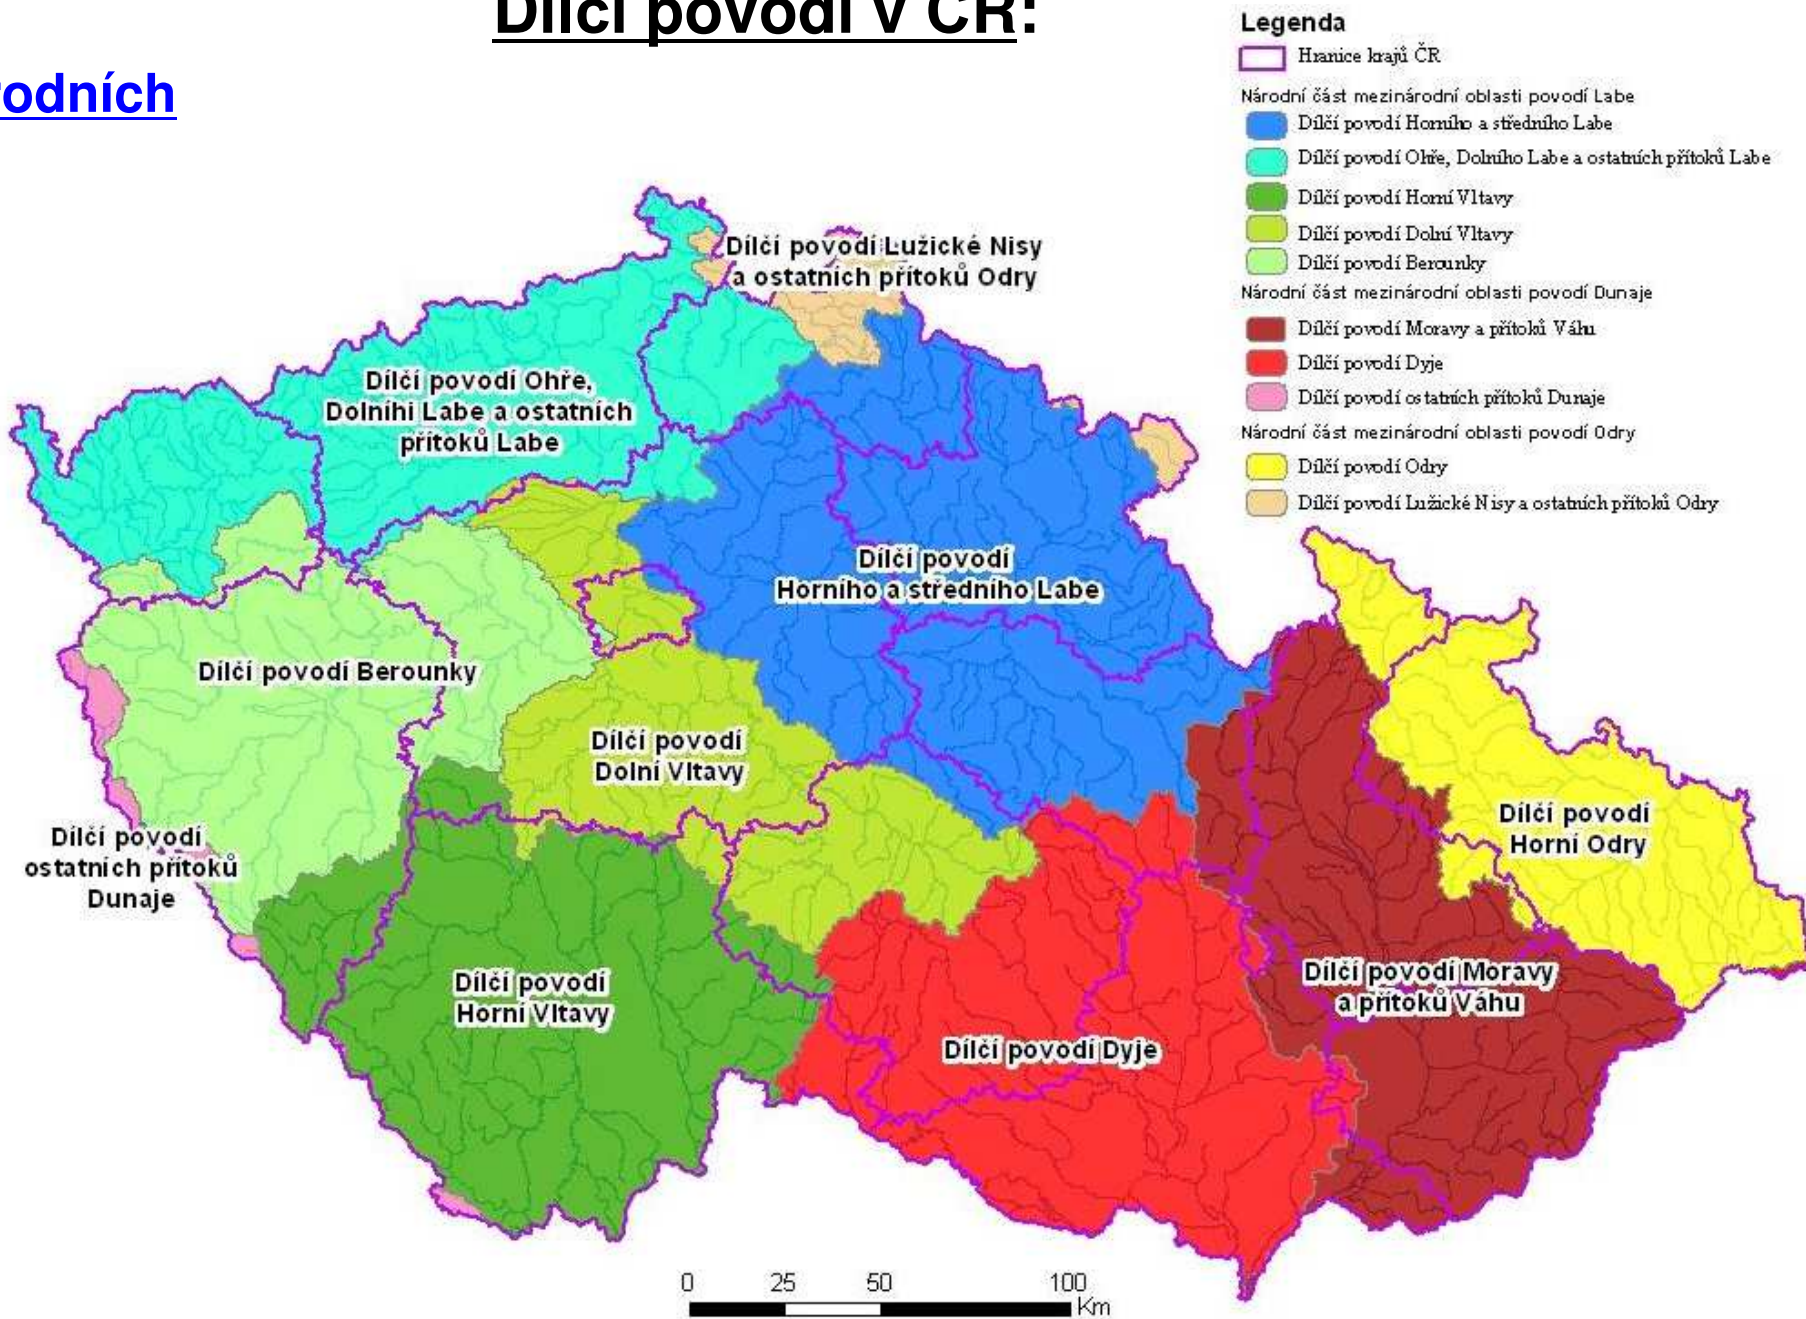 Dílčí povodí v ČR:
rodních
Legenda
Hranice krajů ČR
Národní část mezinárodní oblasti povodí Labe
Dílčí povodí Horního a středního Labe
Dílčí povodí Ohře, Dolního Labe a ostatních přítoků Labe
Dílčí povodí Horní Vltavy
Dílčí povodí Dolní Vltavy
Dílčí povodí Berounky
Národní část mezinárodní oblasti povodí Dunaje
Dílčí povodí Moravy a přítoků Váhu
Dílčí povodí Dyje
Dílčí povodí ostatních přítoků Dunaje
Národní část mezinárodní oblasti povodí Odry
Dílčí povodí Odry
Dílčí povodí Lužické Nisy a ostatních přítoků Odry
Dílčí povodí Lužické Nisy
a ostatních přítoků Odry
Dílčí povodí Ohře,
Dolníhi Labe a ostatních
přítoků Labe
Dílčí povodí
Horního a středního Labe
Dílčí povodí Berounky
Dílčí povodí
Dolní Vltavy
Dílčí povodí
Horní Odry
Dílčí povodí
ostatních přítoků
Dunaje
Dílčí povodí
Horní Vltavy
Dílčí povodí Moravy
a přítoků Váhu
Dílčí povodí Dyje
0 25 50 100
Km